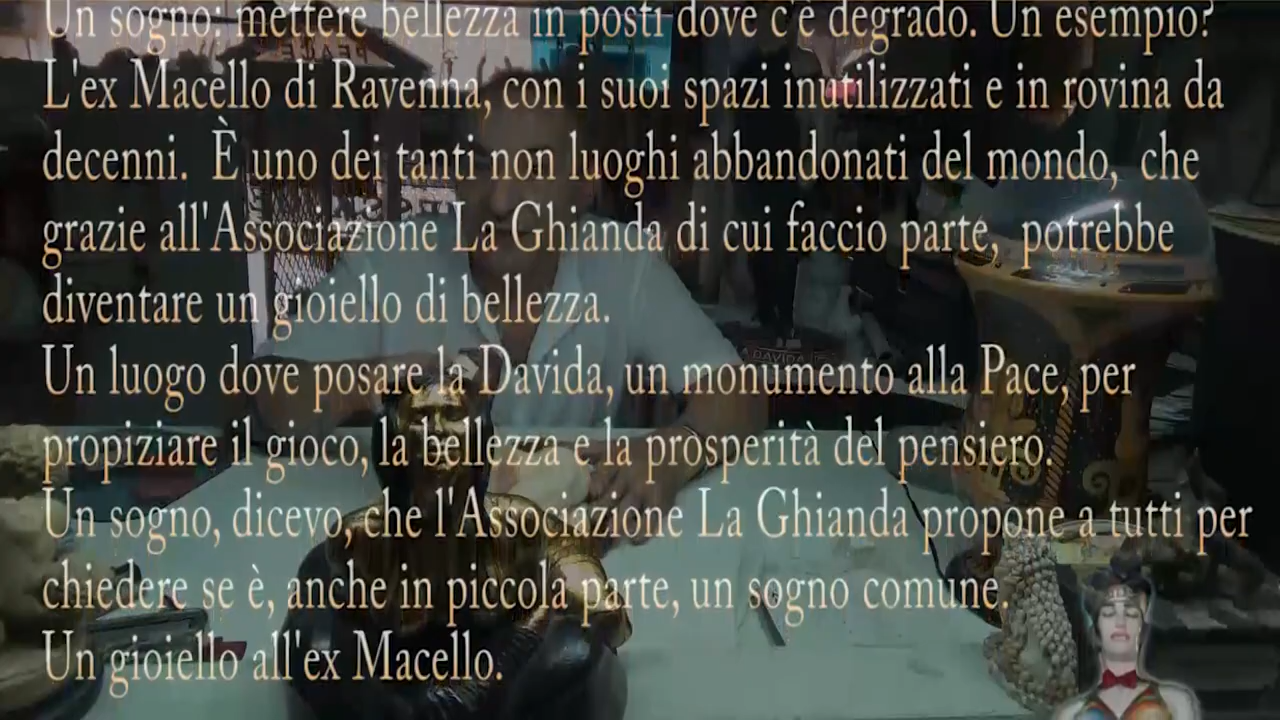 Un sogno: mettere bellezza in posti dove c'è degrado. Un esempio?
L'ex Macello di Ravenna, con i suoi spazi inutilizzati e in rovina da
decenni. È uno dei tanti non luoghi abbandonati del mondo, che
grazie all'Associazione La Ghianda di cui faccio parte, potrebbe
diventare un gioiello di bellezza.
Un luogo dove posare la Davida, un monumento alla Pace, per
propiziare il gioco, la bellezza e la prosperità del pensiero.
Un sogno, dicevo, che l'Associazione La Ghianda propone a tutti per
chiedere se è, anche in piccola parte, un sogno comune.
Un gioiello all'ex Macello.
DAVIDA